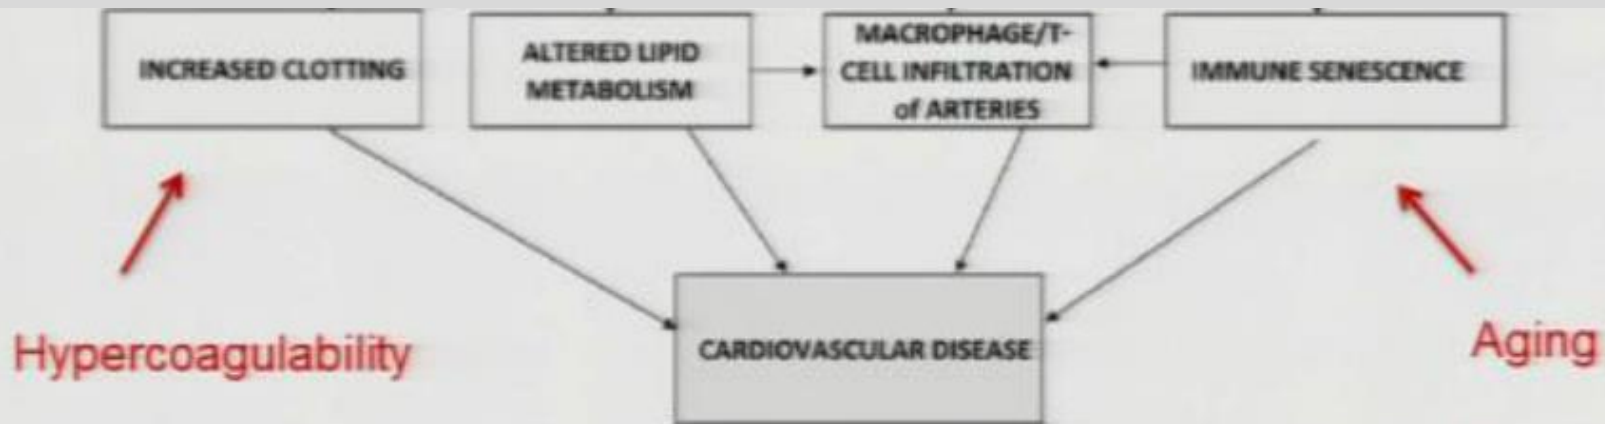 INCREASED CLOTTING
ALTERED LIPID
METABOLISM
MACROPHAGE/T-
CELL INFILTRATION
of ARTERIES
IMMUNE SENESCENCE
Hypercoagulability
CARDIOVASCULAR DISEASE
Aging